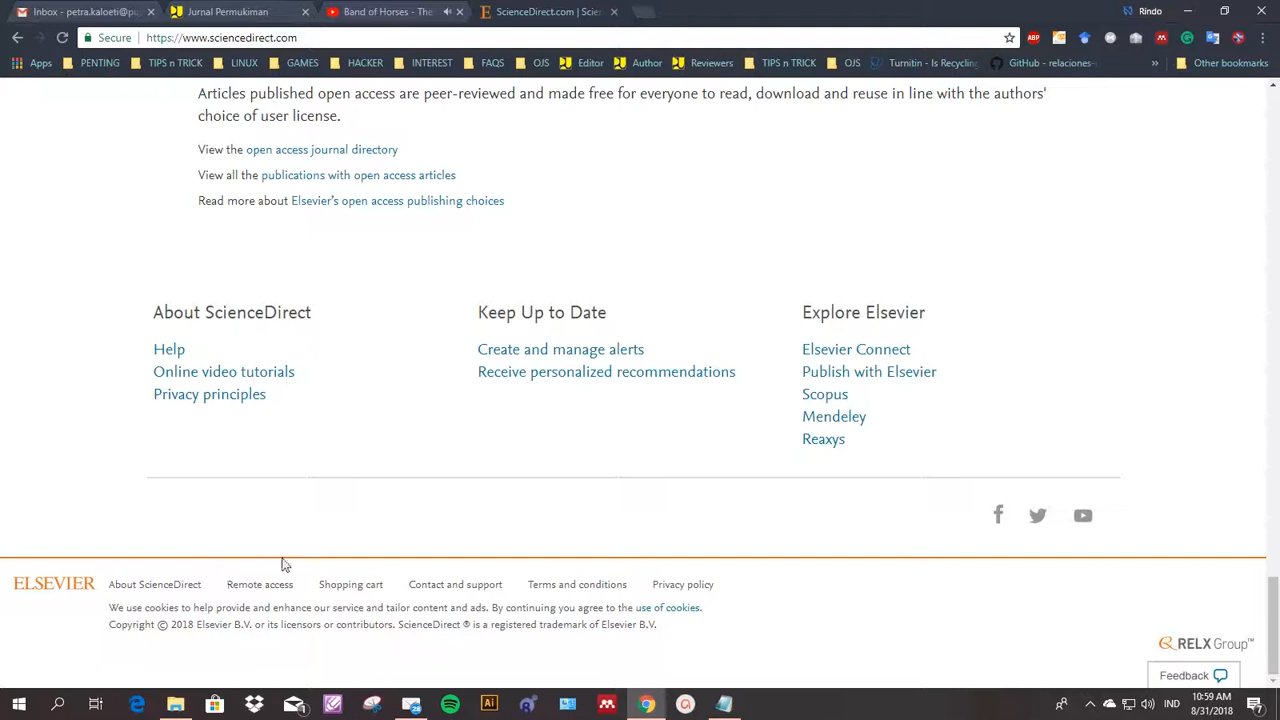 Inbox - petra.kaloeti@pu
Jurnal Permukiman
Band of Horses - The
ScienceDirect.com | Scie
Rindo
Secure
https://www.sciencedirect.com
ABP
Apps
PENTING
TIPS n TRICK
LINUX
GAMES
HACKER
INTEREST
FAQS
OJS
Editor
Author
Reviewers
TIPS n TRICK
OJS
Turnitin - Is Recycling
GitHub - relaciones-
»
Other bookmarks
Articles published open access are peer-reviewed and made free for everyone to read, download and reuse in line with the authors'
choice of user license.
View the open access journal directory
View all the publications with open access articles
Read more about Elsevier's open access publishing choices
About ScienceDirect
Help
Online video tutorials
Privacy principles
Keep Up to Date
Create and manage alerts
Receive personalized recommendations
Explore Elsevier
Elsevier Connect
Publish with Elsevier
Scopus
Mendeley
Reaxys
ELSEVIER
About ScienceDirect
Remote access
Shopping cart
Contact and support
Terms and conditions
Privacy policy
We use cookies to help provide and enhance our service and tailor content and ads. By continuing you agree to the use of cookies.
Copyright © 2018 Elsevier B.V. or its licensors or contributors. ScienceDirect ® is a registered trademark of Elsevier B.V.
RELX Group™
Feedback
Ai
IND
10:59 AM
8/31/2018